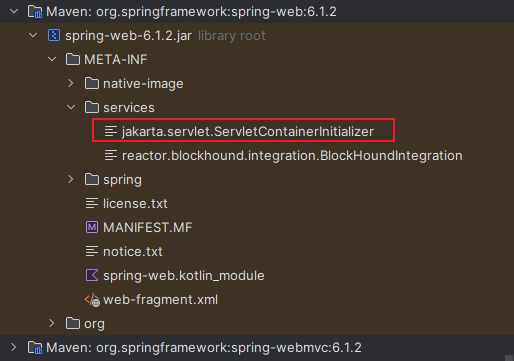 Maven: org.springframework:spring-web:6.1.2
spring-web-6.1.2.jar library root
META-INF
native-image
services
jakarta.servlet.ServletContainerInitializer
reactor.blockhound.integration.BlockHoundIntegration
spring
license.txt
MANIFEST.MF
notice.txt
spring-web.kotlin_module
web-fragment.xml
org
Maven: org.springframework:spring-webmvc:6.1.2